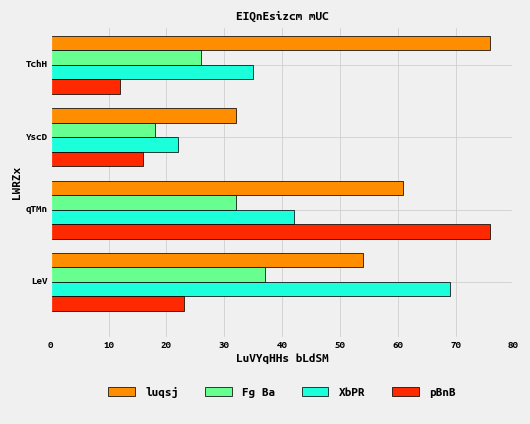 EIQnEsizcm mUC
LWRZx
TchH
YscD
qTMn
LeV
0 10 20 30 40 50 60 70 80
LuVYqHHs bLdSM
luqsj Fg Ba XbPR pBnB